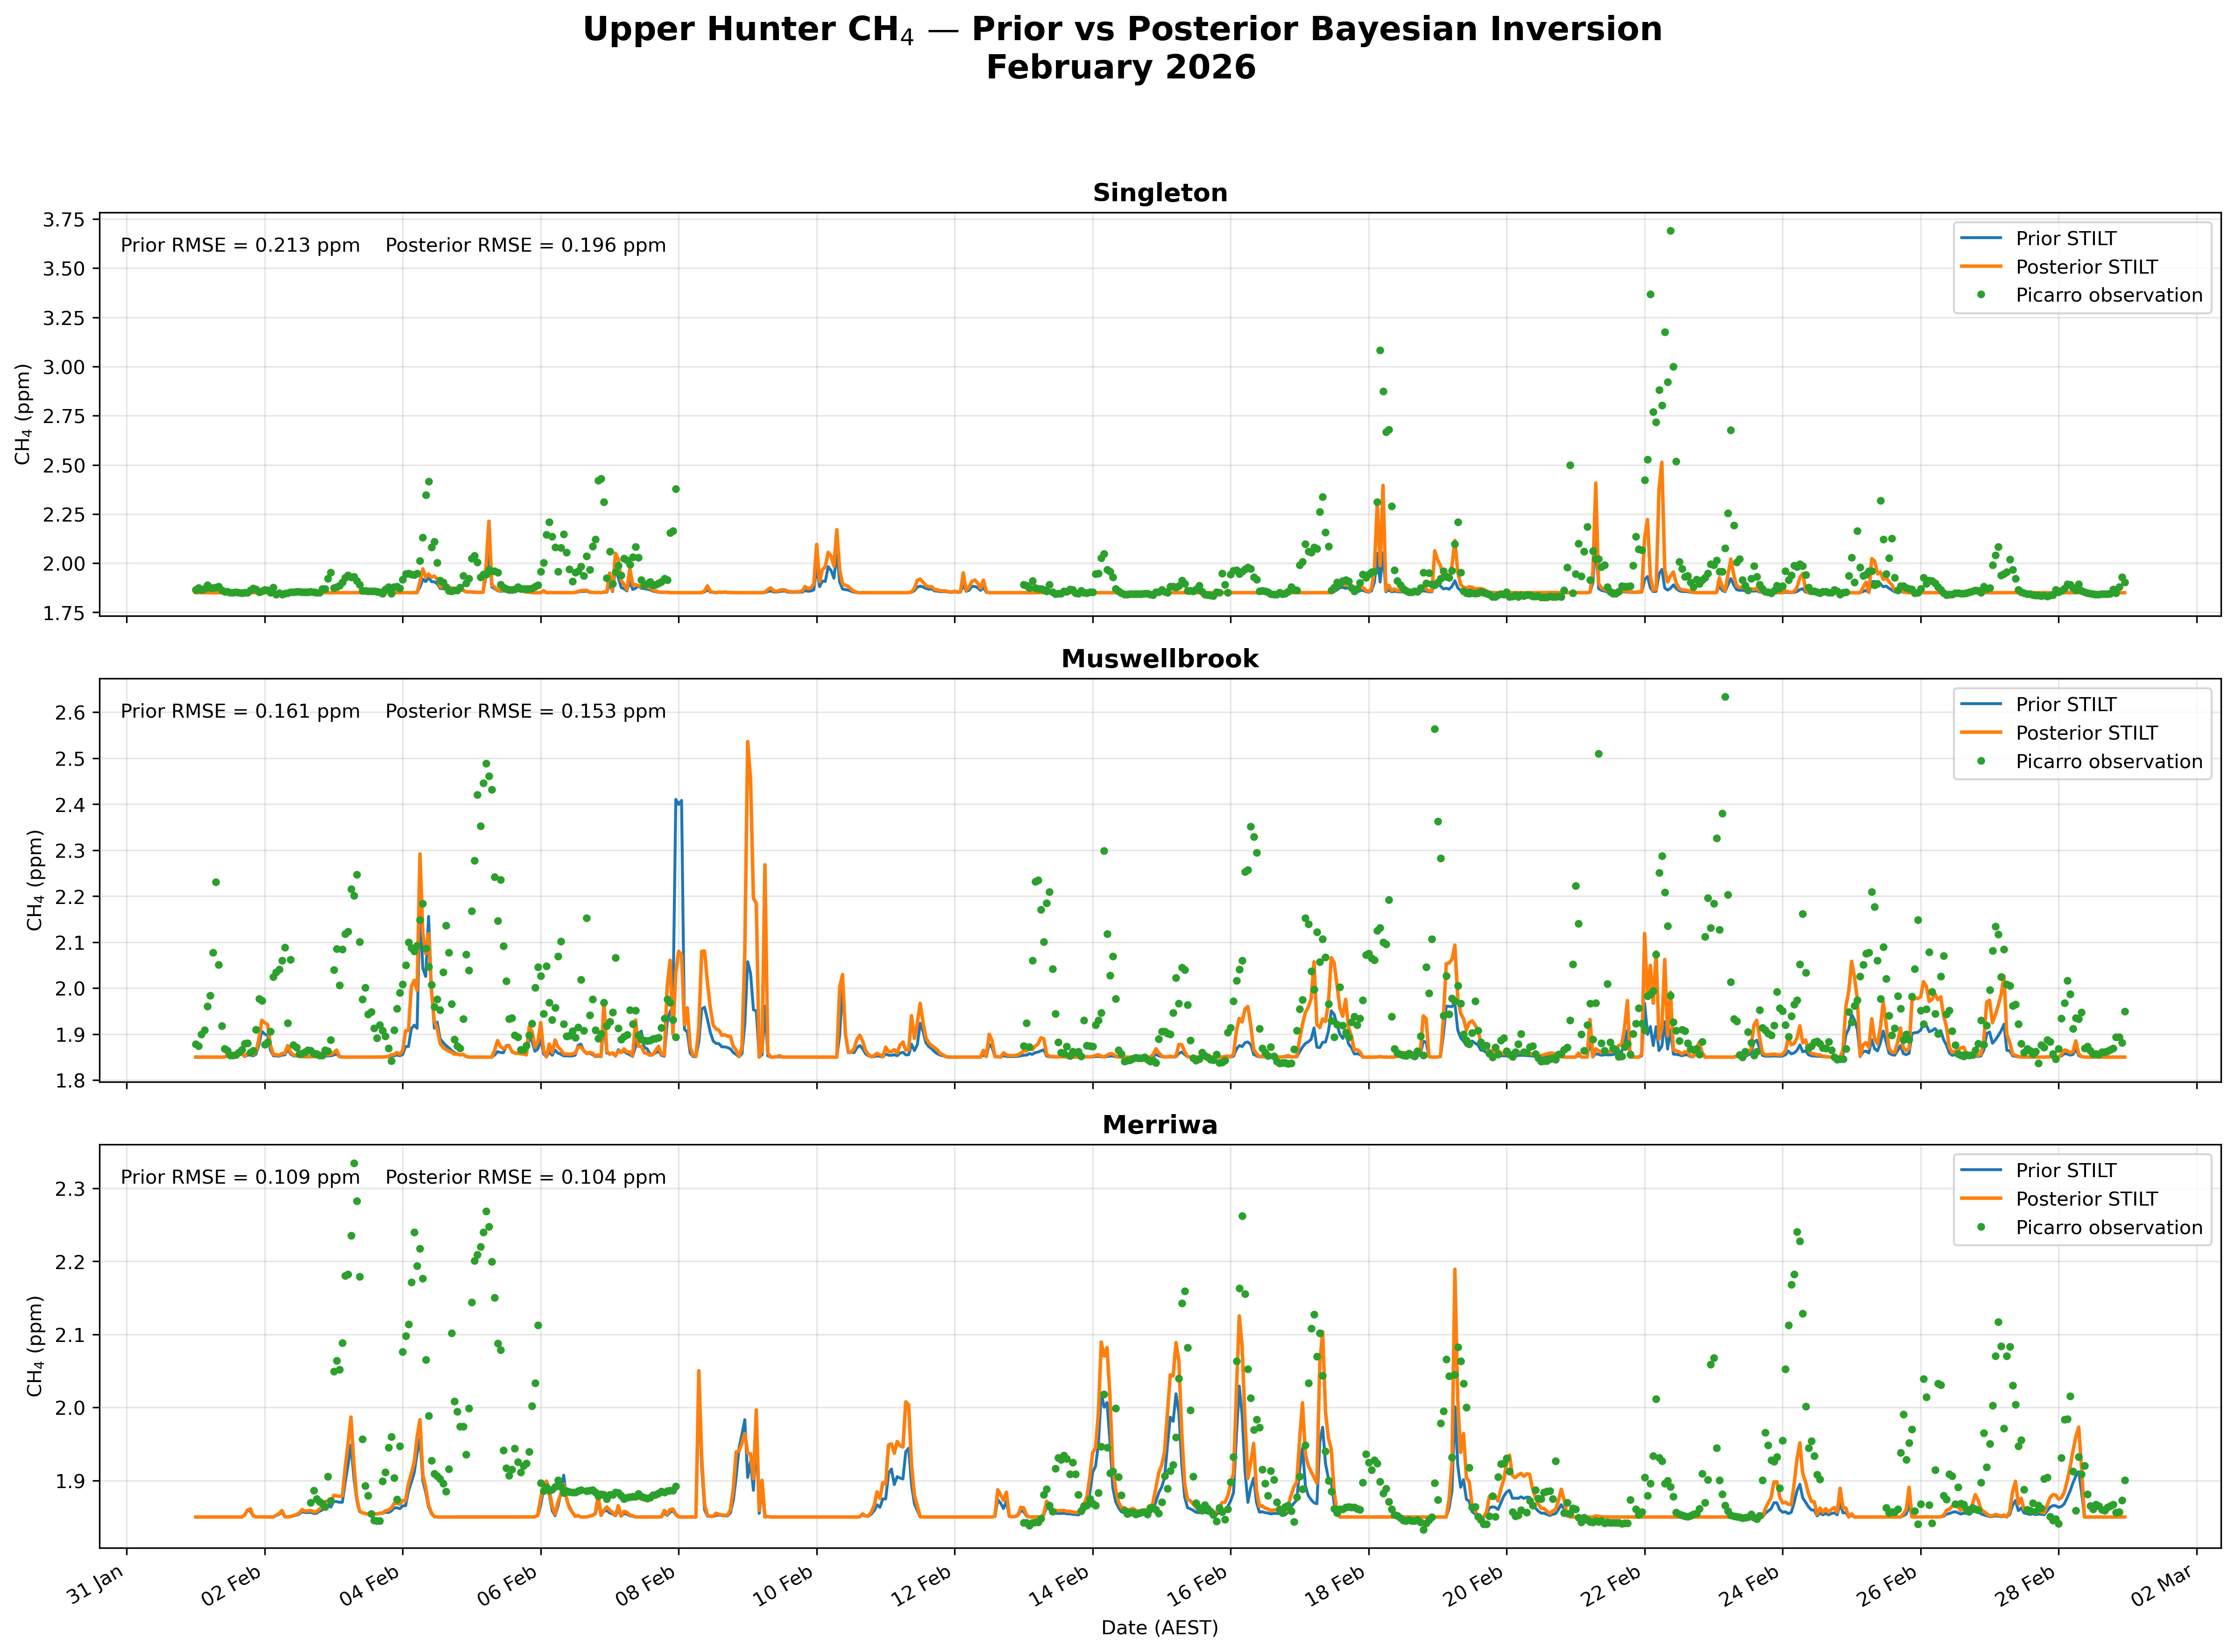 Upper Hunter CH₄ — Prior vs Posterior Bayesian Inversion
February 2026
Singleton
Prior RMSE = 0.213 ppm    Posterior RMSE = 0.196 ppm
Prior STILT
Posterior STILT
Picarro observation
CH₄ (ppm)
3.75
3.50
3.25
3.00
2.75
2.50
2.25
2.00
1.75
Muswellbrook
Prior RMSE = 0.161 ppm    Posterior RMSE = 0.153 ppm
Prior STILT
Posterior STILT
Picarro observation
CH₄ (ppm)
2.6
2.5
2.4
2.3
2.2
2.1
2.0
1.9
1.8
Merriwa
Prior RMSE = 0.109 ppm    Posterior RMSE = 0.104 ppm
Prior STILT
Posterior STILT
Picarro observation
CH₄ (ppm)
2.3
2.2
2.1
2.0
1.9
31 Jan
02 Feb
04 Feb
06 Feb
08 Feb
10 Feb
12 Feb
14 Feb
16 Feb
18 Feb
20 Feb
22 Feb
24 Feb
26 Feb
28 Feb
02 Mar
Date (AEST)